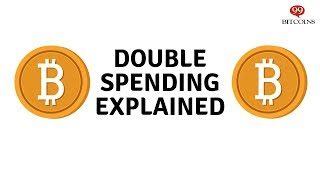 99
BITCOINS
DOUBLE
SPENDING
EXPLAINED